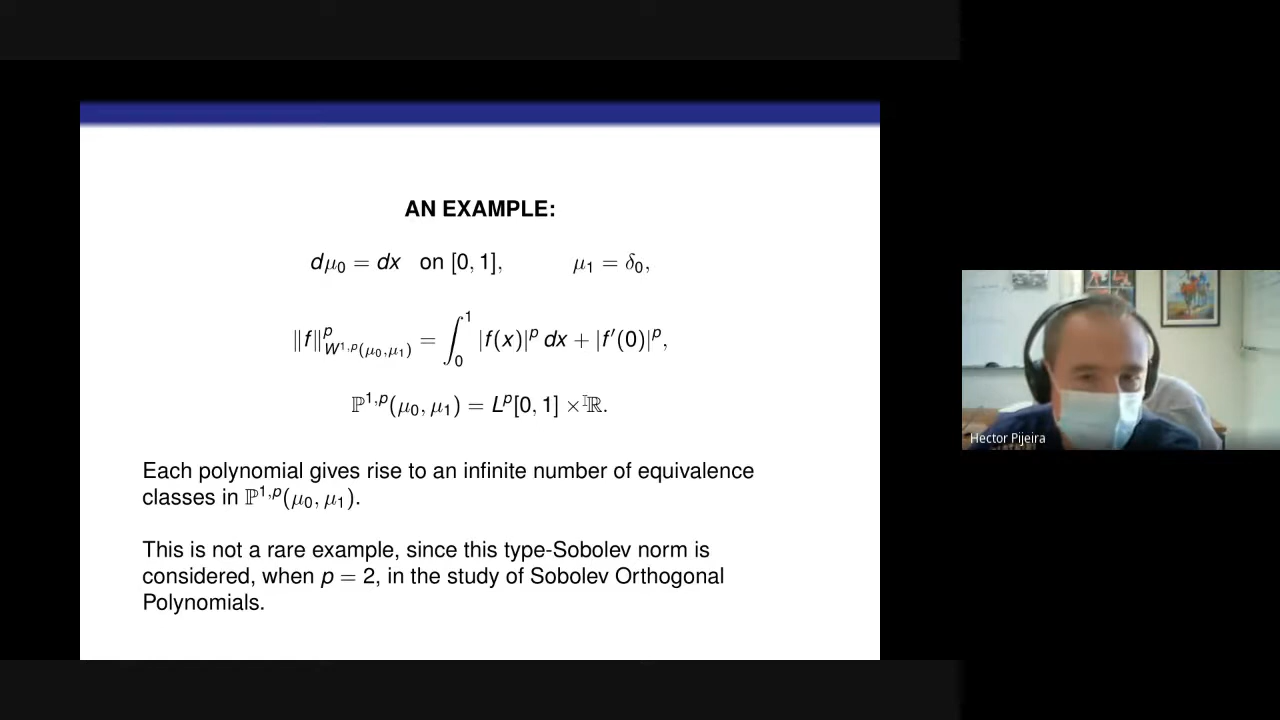 AN EXAMPLE:
dμ₀ = dx on [0, 1], μ₁ = δ₀,
‖f‖^p_{W^{1,p}(μ₀,μ₁)} = ∫₀¹ |f(x)|^p dx + |f′(0)|^p,
ℙ^{1,p}(μ₀, μ₁) = L^p[0, 1] × ℝ.
Each polynomial gives rise to an infinite number of equivalence
classes in ℙ^{1,p}(μ₀, μ₁).
This is not a rare example, since this type-Sobolev norm is
considered, when p = 2, in the study of Sobolev Orthogonal
Polynomials.
Hector Pijeira